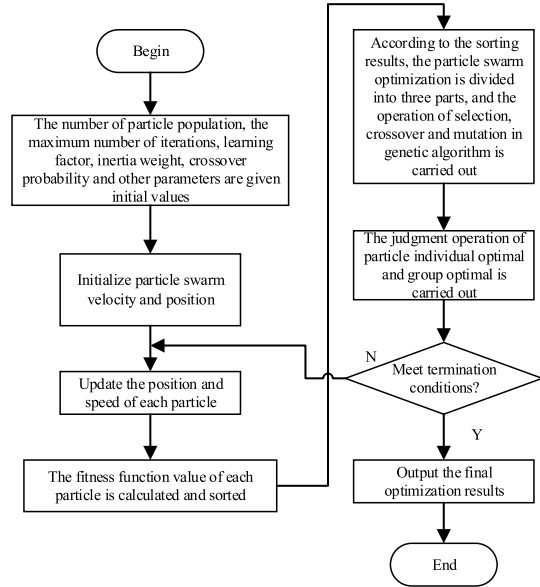 Begin
The number of particle population, the
maximum number of iterations, learning
factor, inertia weight, crossover
probability and other parameters are given
initial values
Initialize particle swarm
velocity and position
Update the position and
speed of each particle
The fitness function value of each
particle is calculated and sorted
According to the sorting
results, the particle swarm
optimization is divided
into three parts, and the
operation of selection,
crossover and mutation in
genetic algorithm is
carried out
The judgment operation of
particle individual optimal
and group optimal is
carried out
N
Meet termination
conditions?
Y
Output the final
optimization results
End